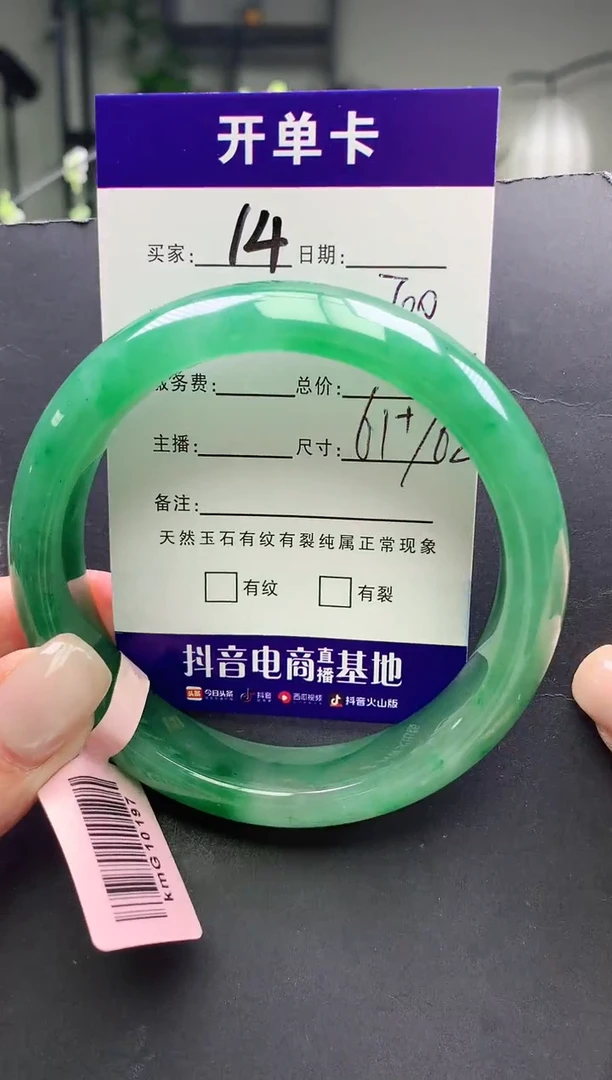 开单卡
买家: 14 日期:
700
服务费: 总价:
主播: 尺寸: 61+/62
备注:
天然玉石有纹有裂纯属正常现象
有纹 有裂
抖音电商直播基地
头条 今日头条 抖音 西瓜视频 抖音火山版
kmG10197